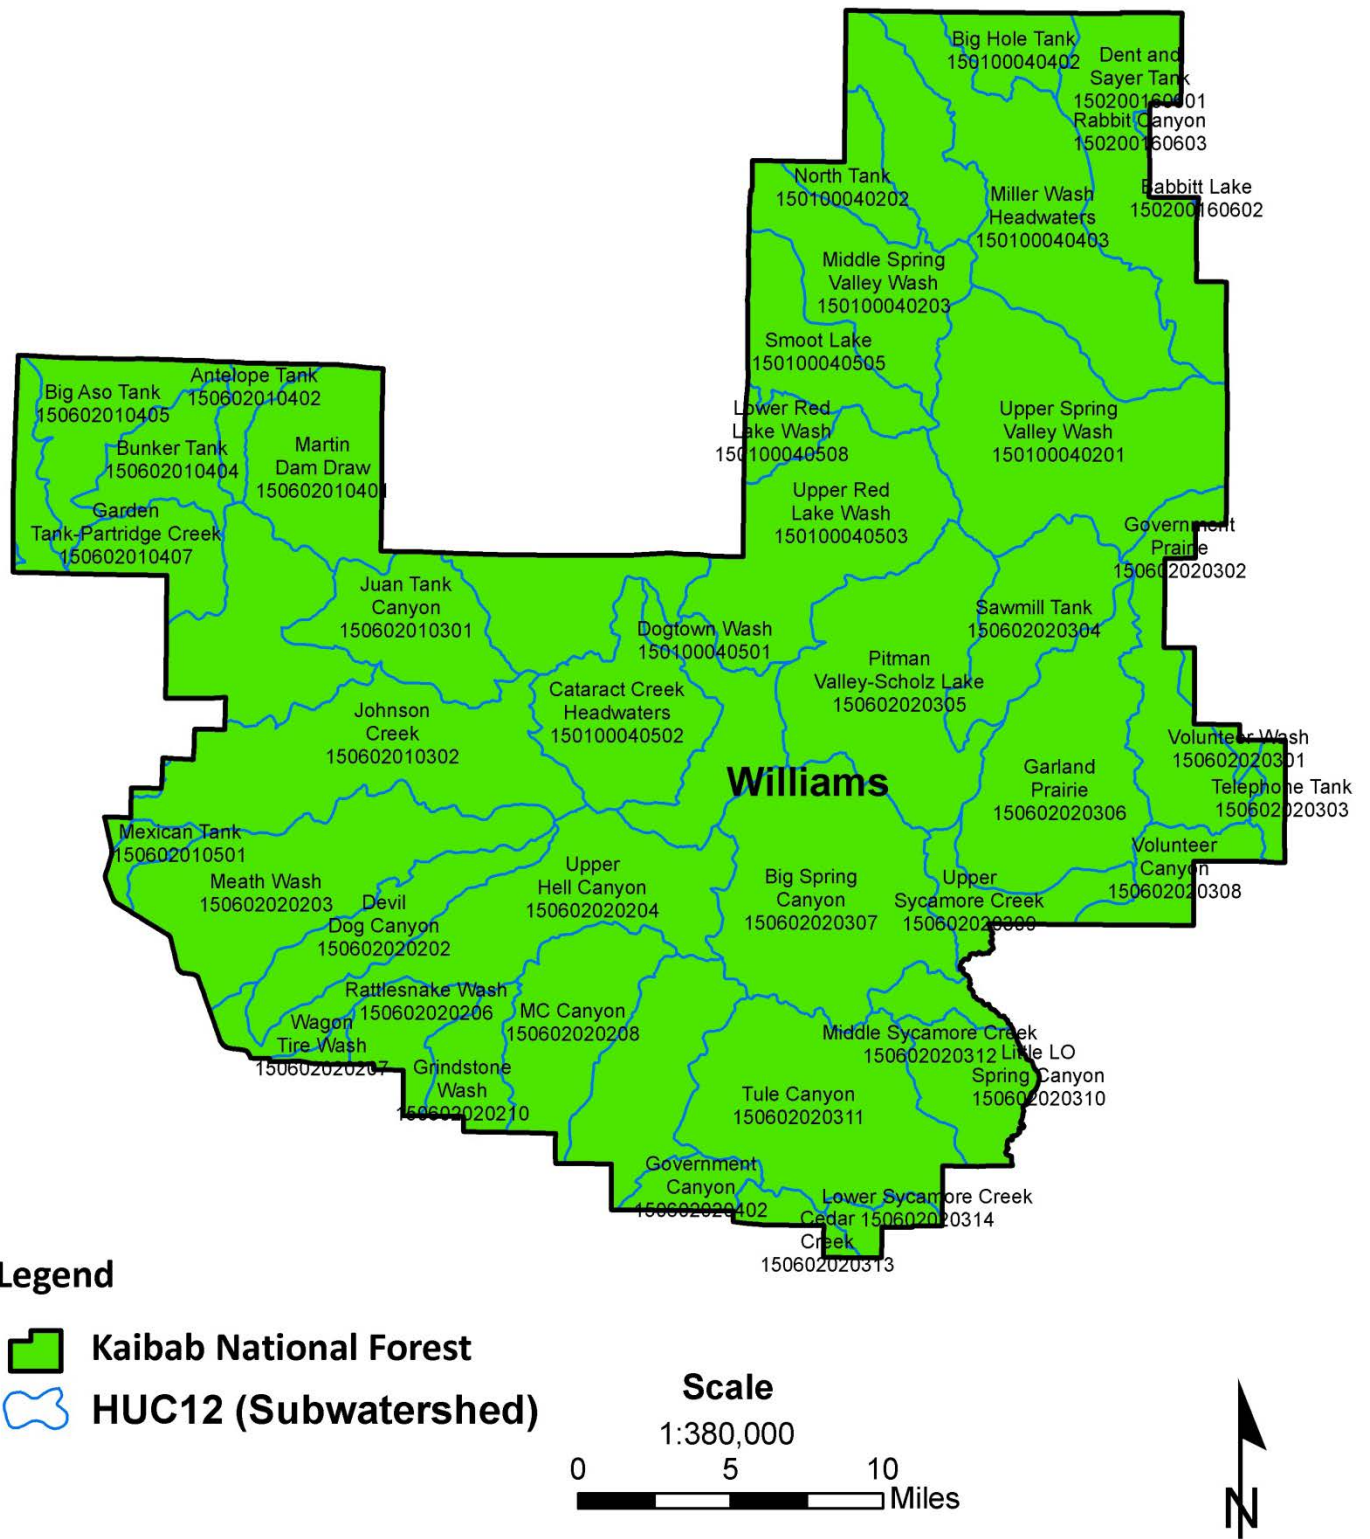 Big Hole Tank
150100040402
Dent and
Sayer Tank
150200160601
Rabbit Canyon
150200160603
North Tank
150100040202
Miller Wash
Headwaters
150100040403
Babbitt Lake
150200160602
Middle Spring
Valley Wash
150100040203
Smoot Lake
150100040505
Antelope Tank
150602010402
Big Aso Tank
150602010405
Bunker Tank
150602010404
Martin
Dam Draw
150602010401
Lower Red
Lake Wash
150100040508
Upper Spring
Valley Wash
150100040201
Garden
Tank-Partridge Creek
150602010407
Upper Red
Lake Wash
150100040503
Government
Prairie
150602020302
Juan Tank
Canyon
150602010301
Dogtown Wash
150100040501
Sawmill Tank
150602020304
Pitman
Valley-Scholz Lake
150602020305
Cataract Creek
Headwaters
150100040502
Johnson
Creek
150602010302
Volunteer Wash
150602020301
Williams
Garland
Prairie
150602020306
Telephone Tank
150602020303
Mexican Tank
150602010501
Meath Wash
150602020203
Devil
Dog Canyon
150602020202
Upper
Hell Canyon
150602020204
Big Spring
Canyon
150602020307
Upper
Sycamore Creek
150602020309
Volunteer
Canyon
150602020308
Rattlesnake Wash
150602020206
Wagon
Tire Wash
150602020207
MC Canyon
150602020208
Grindstone
Wash
150602020210
Middle Sycamore Creek
150602020312
Little LO
Spring Canyon
150602020310
Tule Canyon
150602020311
Government
Canyon
150602020402
Lower Sycamore Creek
150602020314
Cedar
Creek
150602020313
Legend
Kaibab National Forest
HUC12 (Subwatershed)
Scale
1:380,000
0 5 10
Miles
N